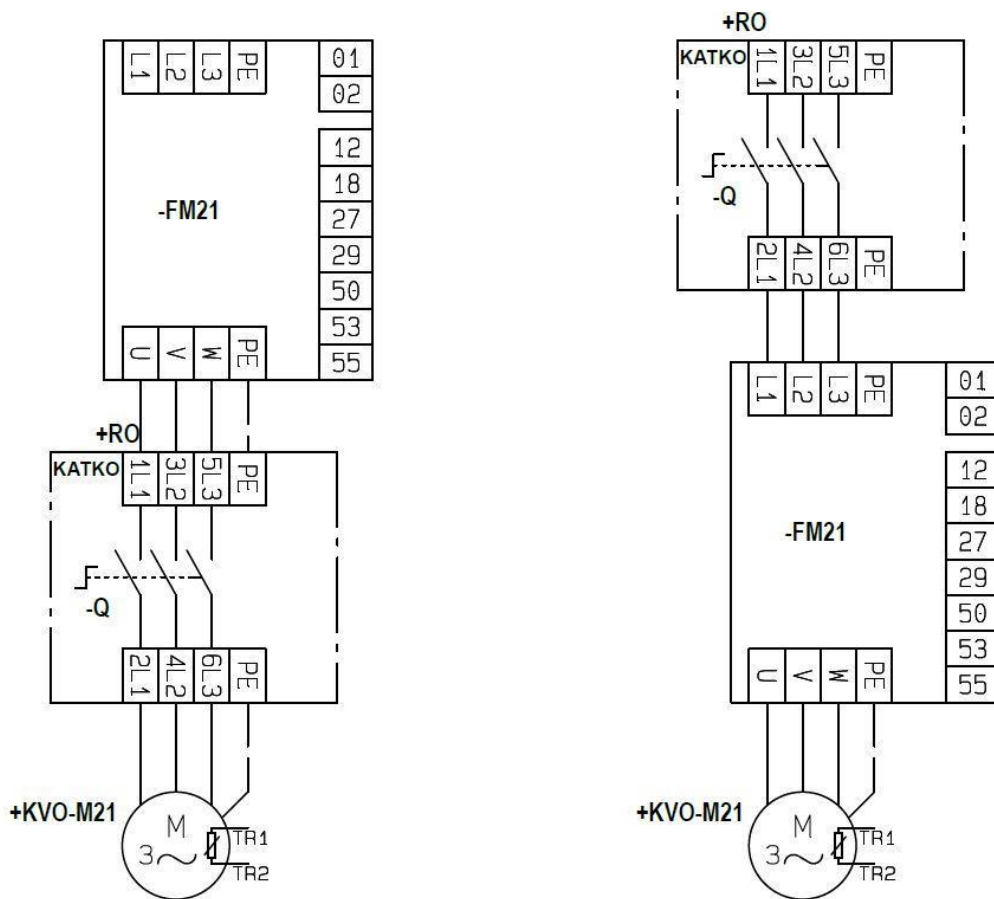 L1 L2 L3 PE
01
02
12
18
-FM21
27
29
50
53
55
U V W PE
+RO
KATKO
1L1 3L2 5L3 PE
-Q
2L1 4L2 6L3 PE
+KVO-M21
M
3
TR1
TR2
+RO
KATKO
1L1 3L2 5L3 PE
-Q
2L1 4L2 6L3 PE
L1 L2 L3 PE
01
02
12
18
-FM21
27
29
50
53
55
U V W PE
+KVO-M21
M
3
TR1
TR2